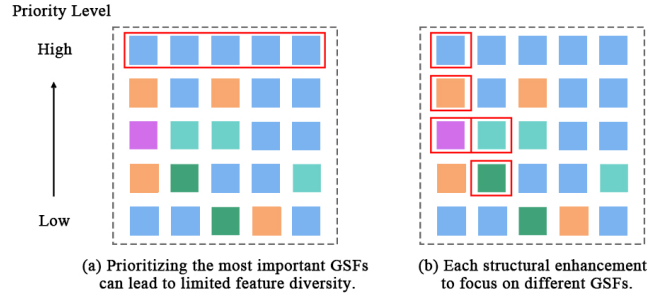 Priority Level
High
Low
(a) Prioritizing the most important GSFs
can lead to limited feature diversity.
(b) Each structural enhancement
to focus on different GSFs.